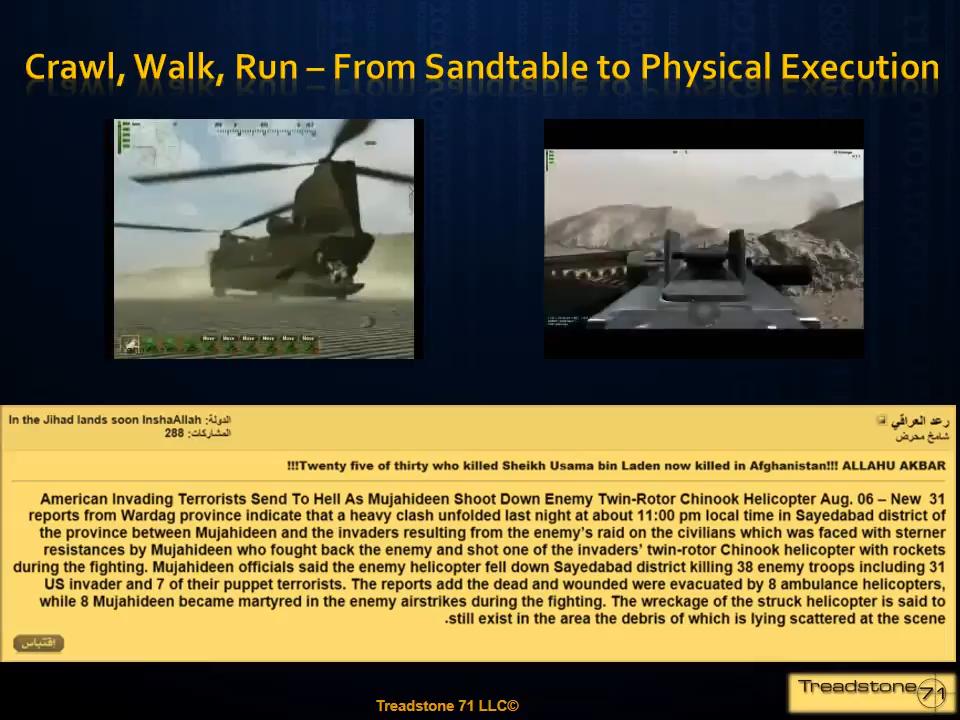 Crawl, Walk, Run – From Sandtable to Physical Execution
Move Move Move Move Move Move
رعد العراقي
شامخ محرض
الدولة: In the Jihad lands soon InshaAllah
المشاركات: 288
!!!Twenty five of thirty who killed Sheikh Usama bin Laden now killed in Afghanistan!!! ALLAHU AKBAR
American Invading Terrorists Send To Hell As Mujahideen Shoot Down Enemy Twin-Rotor Chinook Helicopter Aug. 06 – New 31
reports from Wardag province indicate that a heavy clash unfolded last night at about 11:00 pm local time in Sayedabad district of
the province between Mujahideen and the invaders resulting from the enemy's raid on the civilians which was faced with sterner
resistances by Mujahideen who fought back the enemy and shot one of the invaders' twin-rotor Chinook helicopter with rockets
during the fighting. Mujahideen officials said the enemy helicopter fell down Sayedabad district killing 38 enemy troops including 31
US invader and 7 of their puppet terrorists. The reports add the dead and wounded were evacuated by 8 ambulance helicopters,
while 8 Mujahideen became martyred in the enemy airstrikes during the fighting. The wreckage of the struck helicopter is said to
.still exist in the area the debris of which is lying scattered at the scene
إقتباس
Treadstone 71
Treadstone 71 LLC©